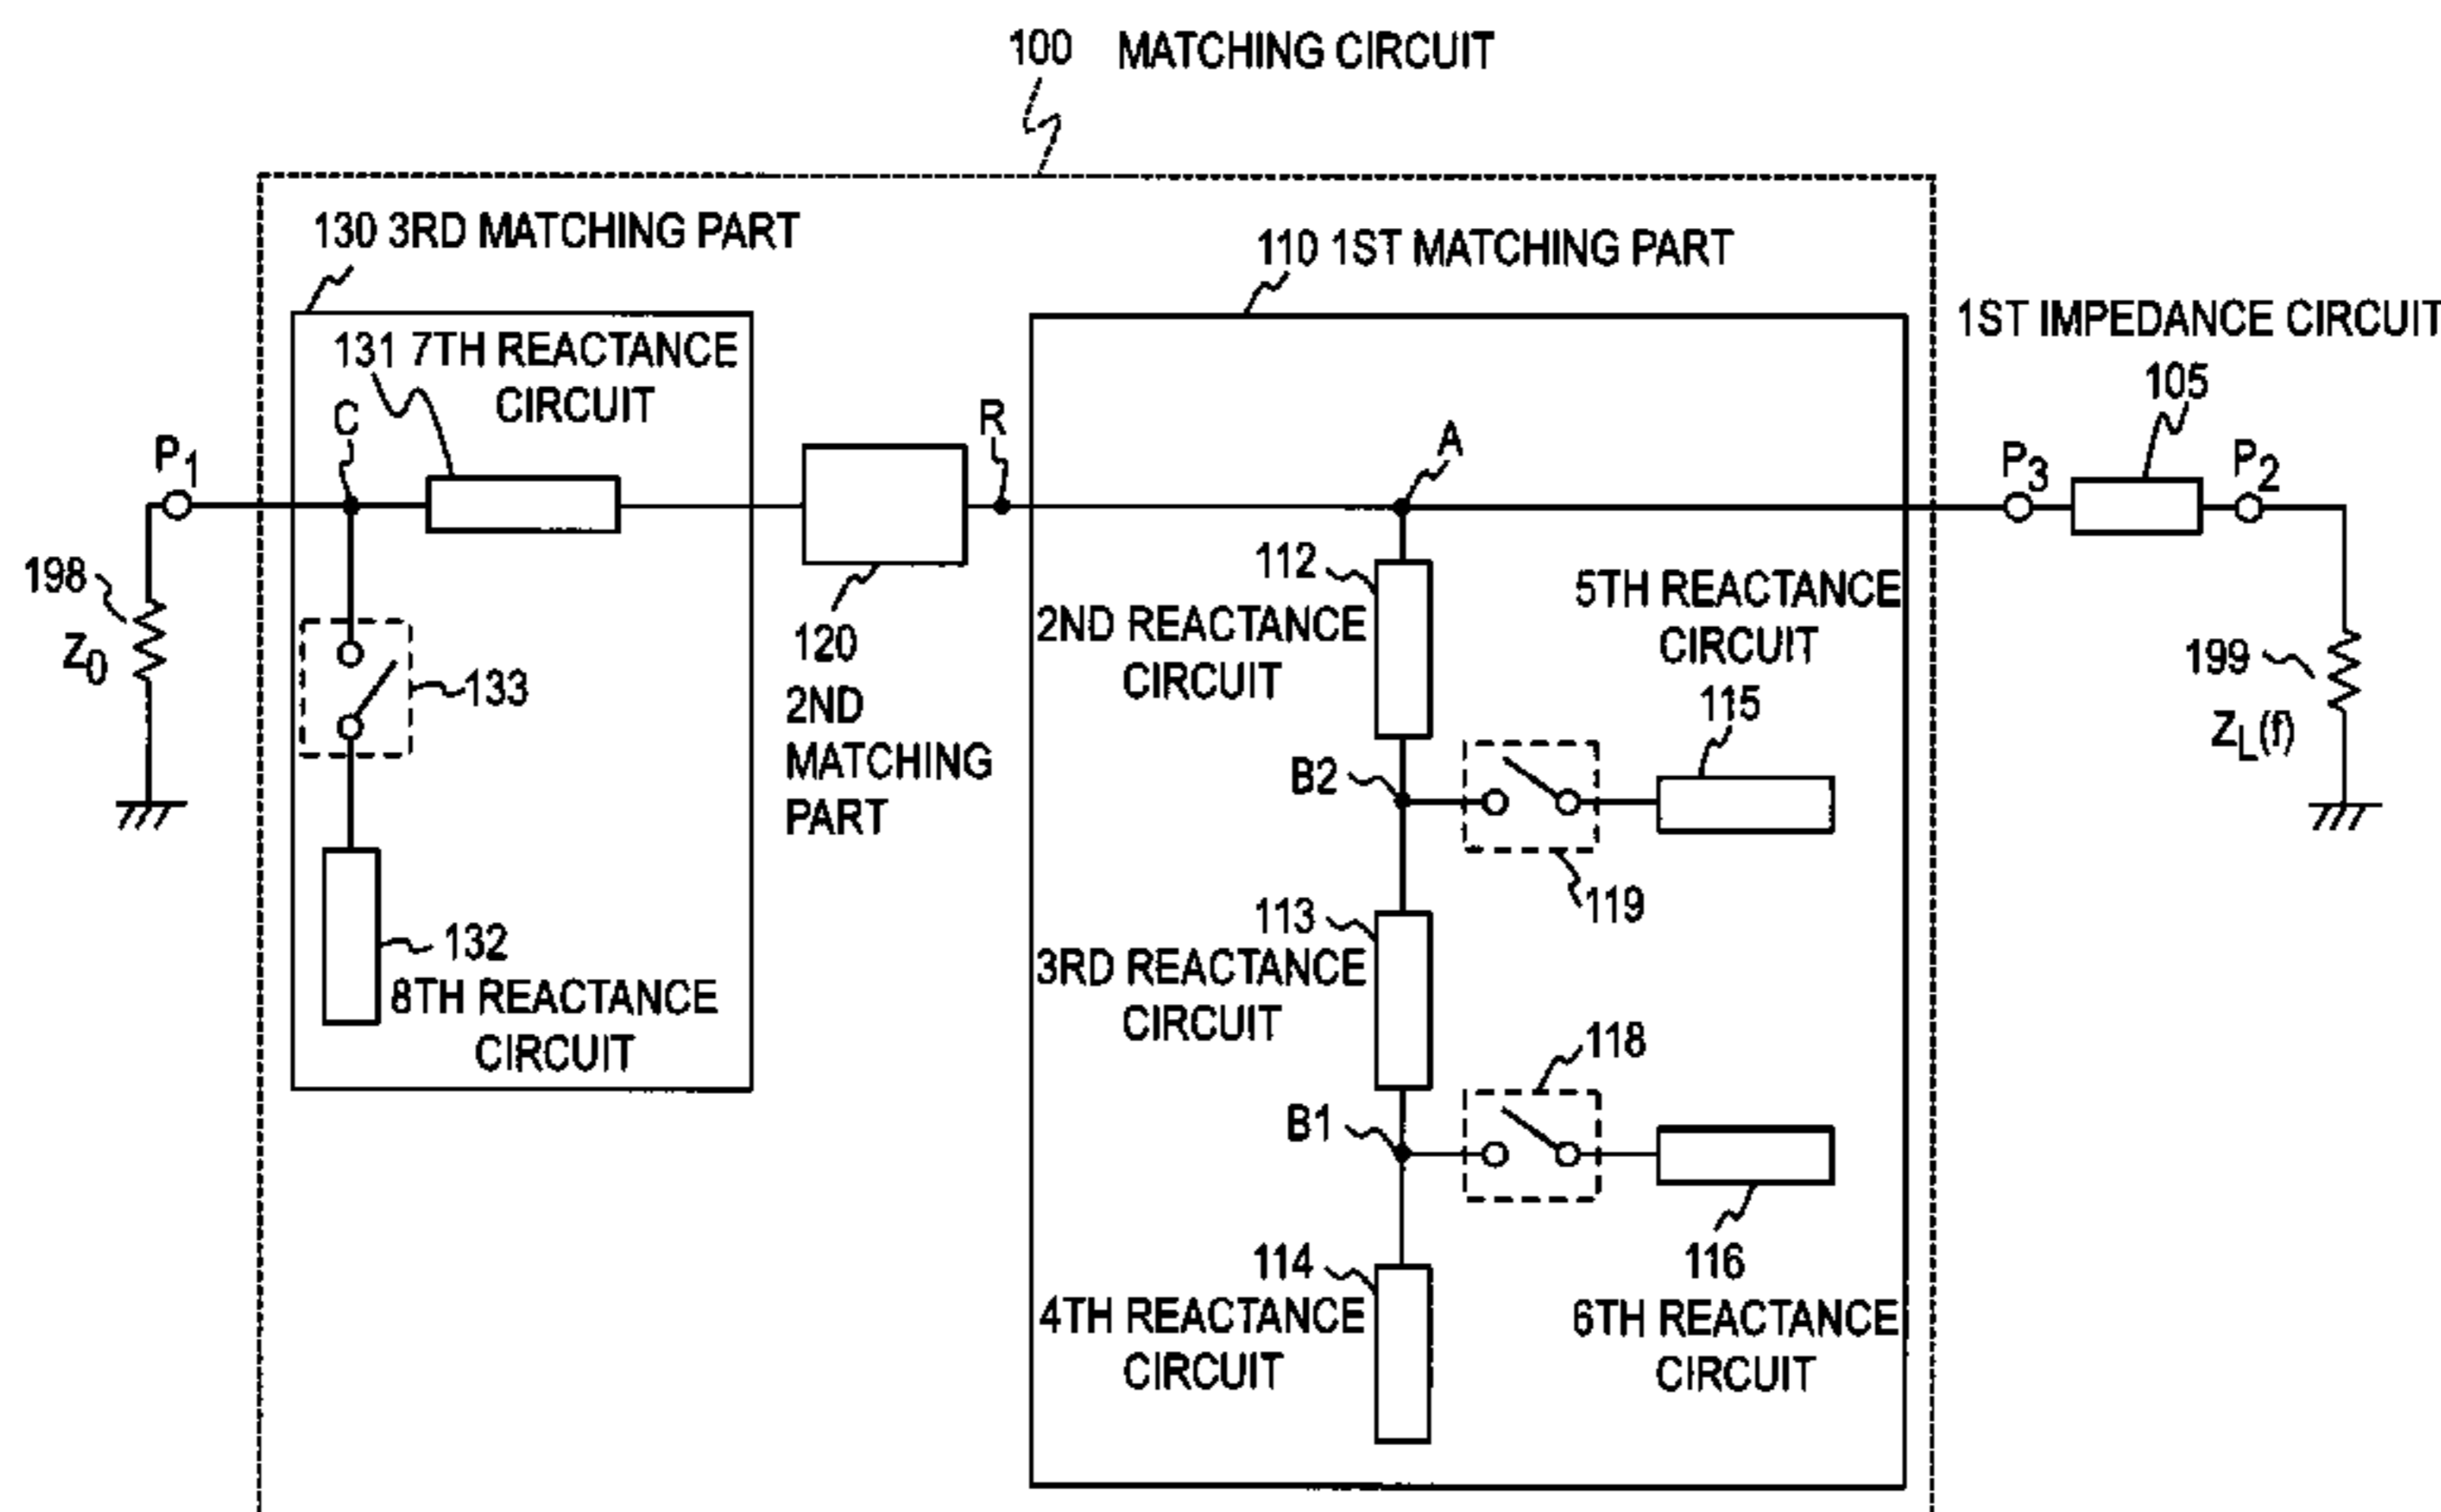 100 MATCHING CIRCUIT
130 3RD MATCHING PART
110 1ST MATCHING PART
131 7TH REACTANCE
CIRCUIT
1ST IMPEDANCE CIRCUIT
105
C
R
A
P1
P3
P2
112
2ND REACTANCE
CIRCUIT
5TH REACTANCE
CIRCUIT
115
198
Z0
133
120
2ND
MATCHING
PART
B2
119
199
ZL(f)
132
8TH REACTANCE
CIRCUIT
113
3RD REACTANCE
CIRCUIT
118
B1
114
4TH REACTANCE
CIRCUIT
116
6TH REACTANCE
CIRCUIT